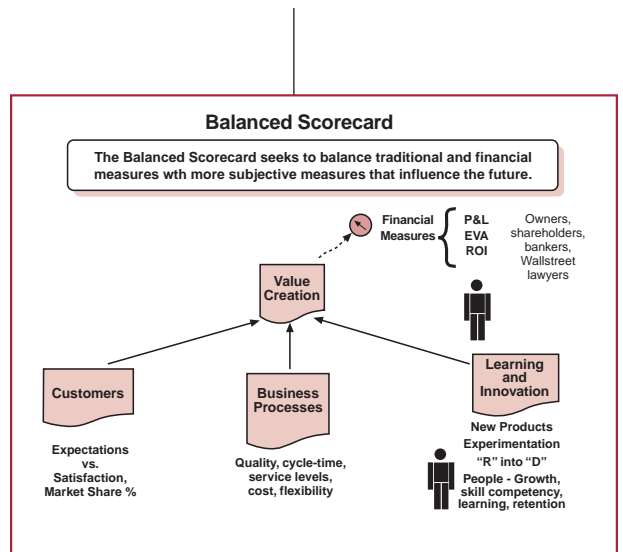 Balanced Scorecard
The Balanced Scorecard seeks to balance traditional and financial
measures wth more subjective measures that influence the future.
Financial
Measures
P&L
EVA
ROI
Owners,
shareholders,
bankers,
Wallstreet
lawyers
Value
Creation
Customers
Business
Processes
Learning
and
Innovation
Expectations
vs.
Satisfaction,
Market Share %
Quality, cycle-time,
service levels,
cost, flexibility
New Products
Experimentation
“R” into “D”
People - Growth,
skill competency,
learning, retention